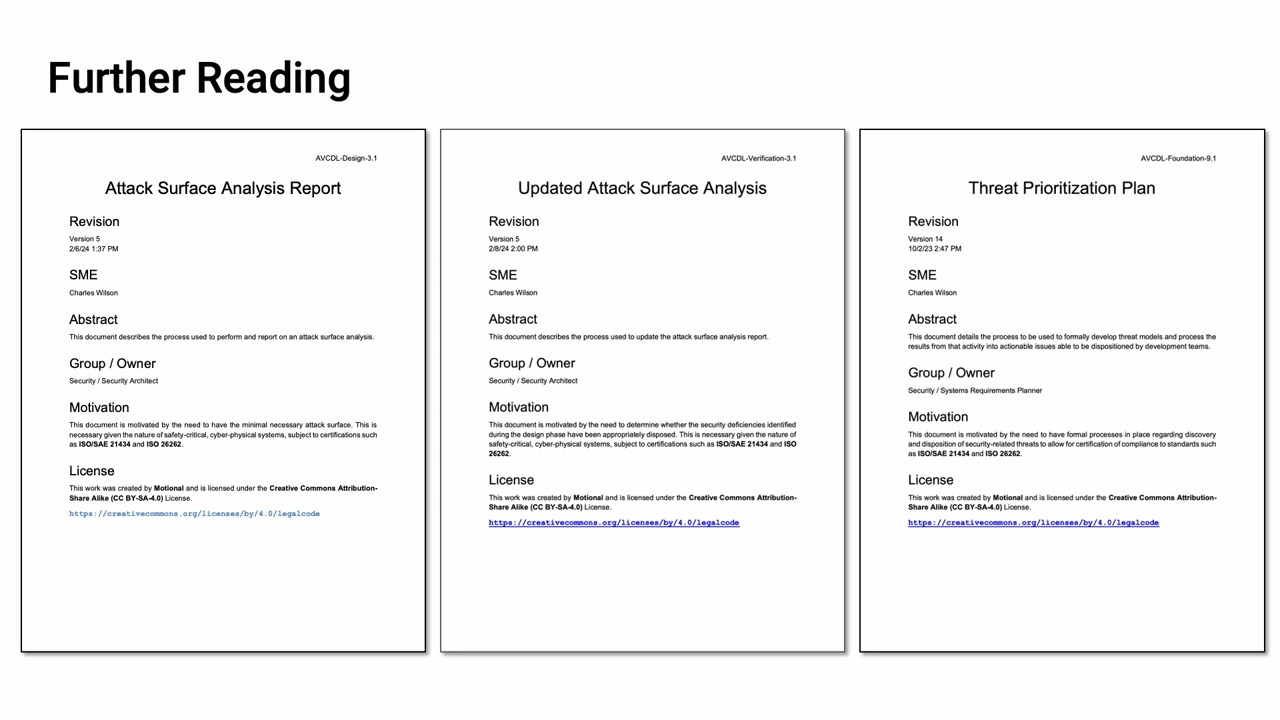 Further Reading
AVCDL-Design-3.1
Attack Surface Analysis Report
Revision
Version 5
2/6/24 1:37 PM
SME
Charles Wilson
Abstract
This document describes the process used to perform and report on an attack surface analysis.
Group / Owner
Security / Security Architect
Motivation
This document is motivated by the need to have the minimal necessary attack surface. This is
necessary given the nature of safety-critical, cyber-physical systems, subject to certifications such
as ISO/SAE 21434 and ISO 26262.
License
This work was created by Motional and is licensed under the Creative Commons Attribution-
Share Alike (CC BY-SA-4.0) License.
https://creativecommons.org/licenses/by/4.0/legalcode
AVCDL-Verification-3.1
Updated Attack Surface Analysis
Revision
Version 5
2/8/24 2:00 PM
SME
Charles Wilson
Abstract
This document describes the process used to update the attack surface analysis report.
Group / Owner
Security / Security Architect
Motivation
This document is motivated by the need to determine whether the security deficiencies identified
during the design phase have been appropriately disposed. This is necessary given the nature of
safety-critical, cyber-physical systems, subject to certifications such as ISO/SAE 21434 and ISO
26262.
License
This work was created by Motional and is licensed under the Creative Commons Attribution-
Share Alike (CC BY-SA-4.0) License.
https://creativecommons.org/licenses/by/4.0/legalcode
AVCDL-Foundation-9.1
Threat Prioritization Plan
Revision
Version 14
10/2/23 2:47 PM
SME
Charles Wilson
Abstract
This document details the process to be used to formally develop threat models and process the
results from that activity into actionable issues able to be dispositioned by development teams.
Group / Owner
Security / Systems Requirements Planner
Motivation
This document is motivated by the need to have formal processes in place regarding discovery
and disposition of security-related threats to allow for certification of compliance to standards such
as ISO/SAE 21434 and ISO 26262.
License
This work was created by Motional and is licensed under the Creative Commons Attribution-
Share Alike (CC BY-SA-4.0) License.
https://creativecommons.org/licenses/by/4.0/legalcode